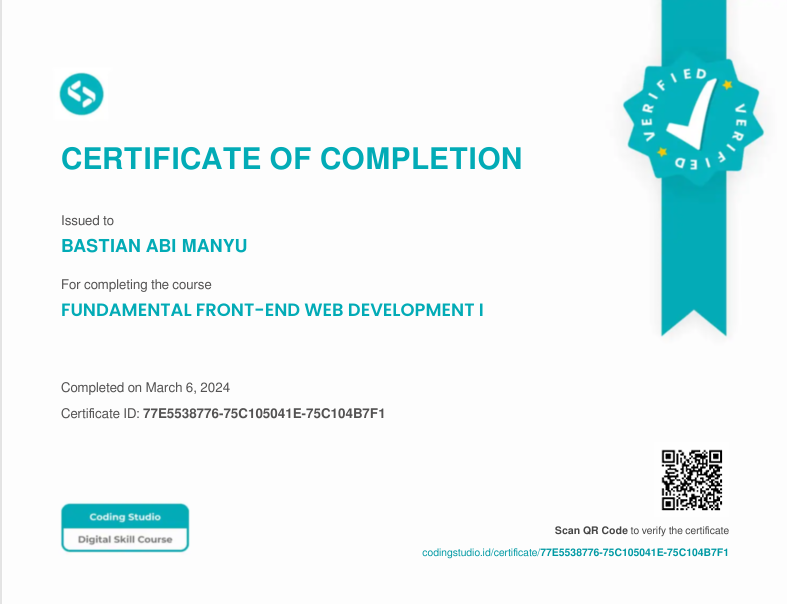 VERIFIED
VERIFIED
CERTIFICATE OF COMPLETION
Issued to
BASTIAN ABI MANYU
For completing the course
FUNDAMENTAL FRONT-END WEB DEVELOPMENT I
Completed on March 6, 2024
Certificate ID: 77E5538776-75C105041E-75C104B7F1
Coding Studio
Digital Skill Course
Scan QR Code to verify the certificate
codingstudio.id/certificate/77E5538776-75C105041E-75C104B7F1